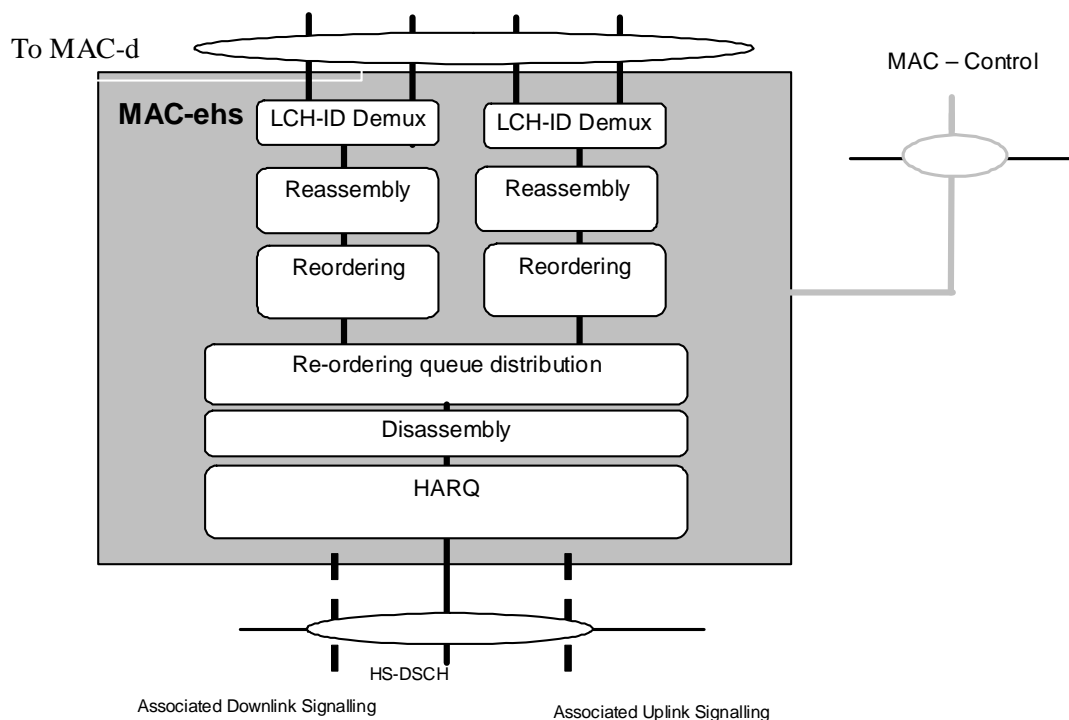 To MAC-d
MAC – Control
MAC-ehs
LCH-ID Demux
LCH-ID Demux
Reassembly
Reassembly
Reordering
Reordering
Re-ordering queue distribution
Disassembly
HARQ
HS-DSCH
Associated Downlink Signalling
Associated Uplink Signalling